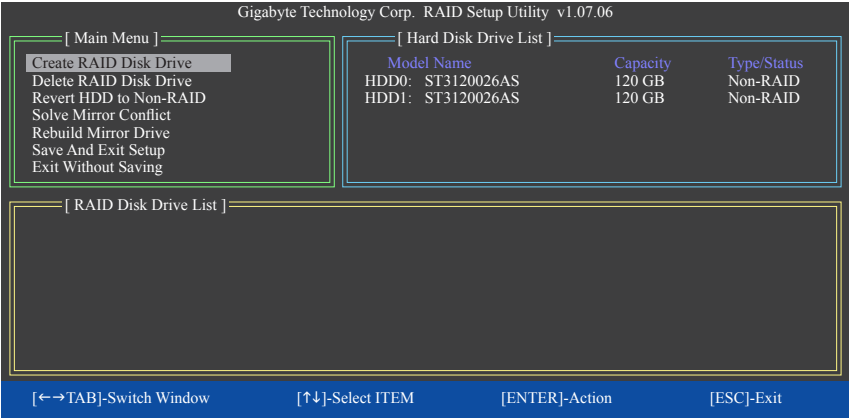 Gigabyte Technology Corp. RAID Setup Utility v1.07.06
[ Main Menu ]
Create RAID Disk Drive
Delete RAID Disk Drive
Revert HDD to Non-RAID
Solve Mirror Conflict
Rebuild Mirror Drive
Save And Exit Setup
Exit Without Saving
[ Hard Disk Drive List ]
Model Name Capacity Type/Status
HDD0: ST3120026AS 120 GB Non-RAID
HDD1: ST3120026AS 120 GB Non-RAID
[ RAID Disk Drive List ]
[←→TAB]-Switch Window [↑↓]-Select ITEM [ENTER]-Action [ESC]-Exit